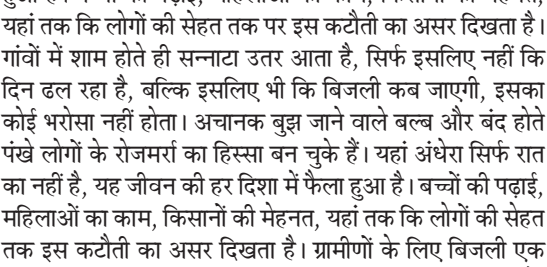 यहां तक कि लोगों की सेहत तक पर इस कटौती का असर दिखता है।
गांवों में शाम होते ही सन्नाटा उतर आता है, सिर्फ इसलिए नहीं कि
दिन ढल रहा है, बल्कि इसलिए भी कि बिजली कब जाएगी, इसका
कोई भरोसा नहीं होता। अचानक बुझ जाने वाले बल्ब और बंद होते
पंखे लोगों के रोजमर्रा का हिस्सा बन चुके हैं। यहां अंधेरा सिर्फ रात
का नहीं है, यह जीवन की हर दिशा में फैला हुआ है। बच्चों की पढ़ाई,
महिलाओं का काम, किसानों की मेहनत, यहां तक कि लोगों की सेहत
तक इस कटौती का असर दिखता है। ग्रामीणों के लिए बिजली एक